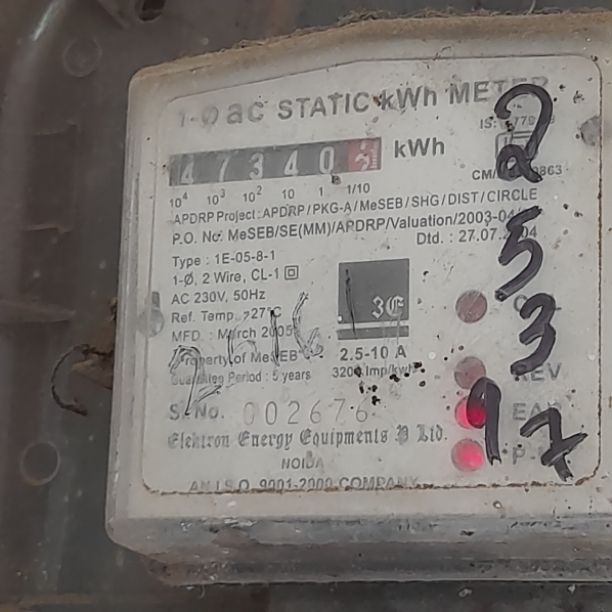 1-Ø ac STATIC kWh METER
IS:
4 7 3 4 0 kWh
CM/
10⁴ 10³ 10² 10 1 1/10
APDRP Project : APDRP / PKG-A / MeSEB / SHG / DIST / CIRCLE
P.O. No. MeSEB/SE(MM)/APDRP/Valuation/2003-04/
Dtd. : 27.07.2004
Type : 1E-05-8-1
1-Ø, 2 Wire, CL-1
AC 230V, 50Hz
Ref. Temp. 27°C
MFD. : March 2005
Property of MeSEB
Guarantee Period : 5 years
2.5-10 A
3200 Imp/kWh
S. No. 002676
Elektron Energy Equipments P Ltd.
NOIDA
AN I.S.O. 9001-2000 COMPANY
REV
2
5
3
97